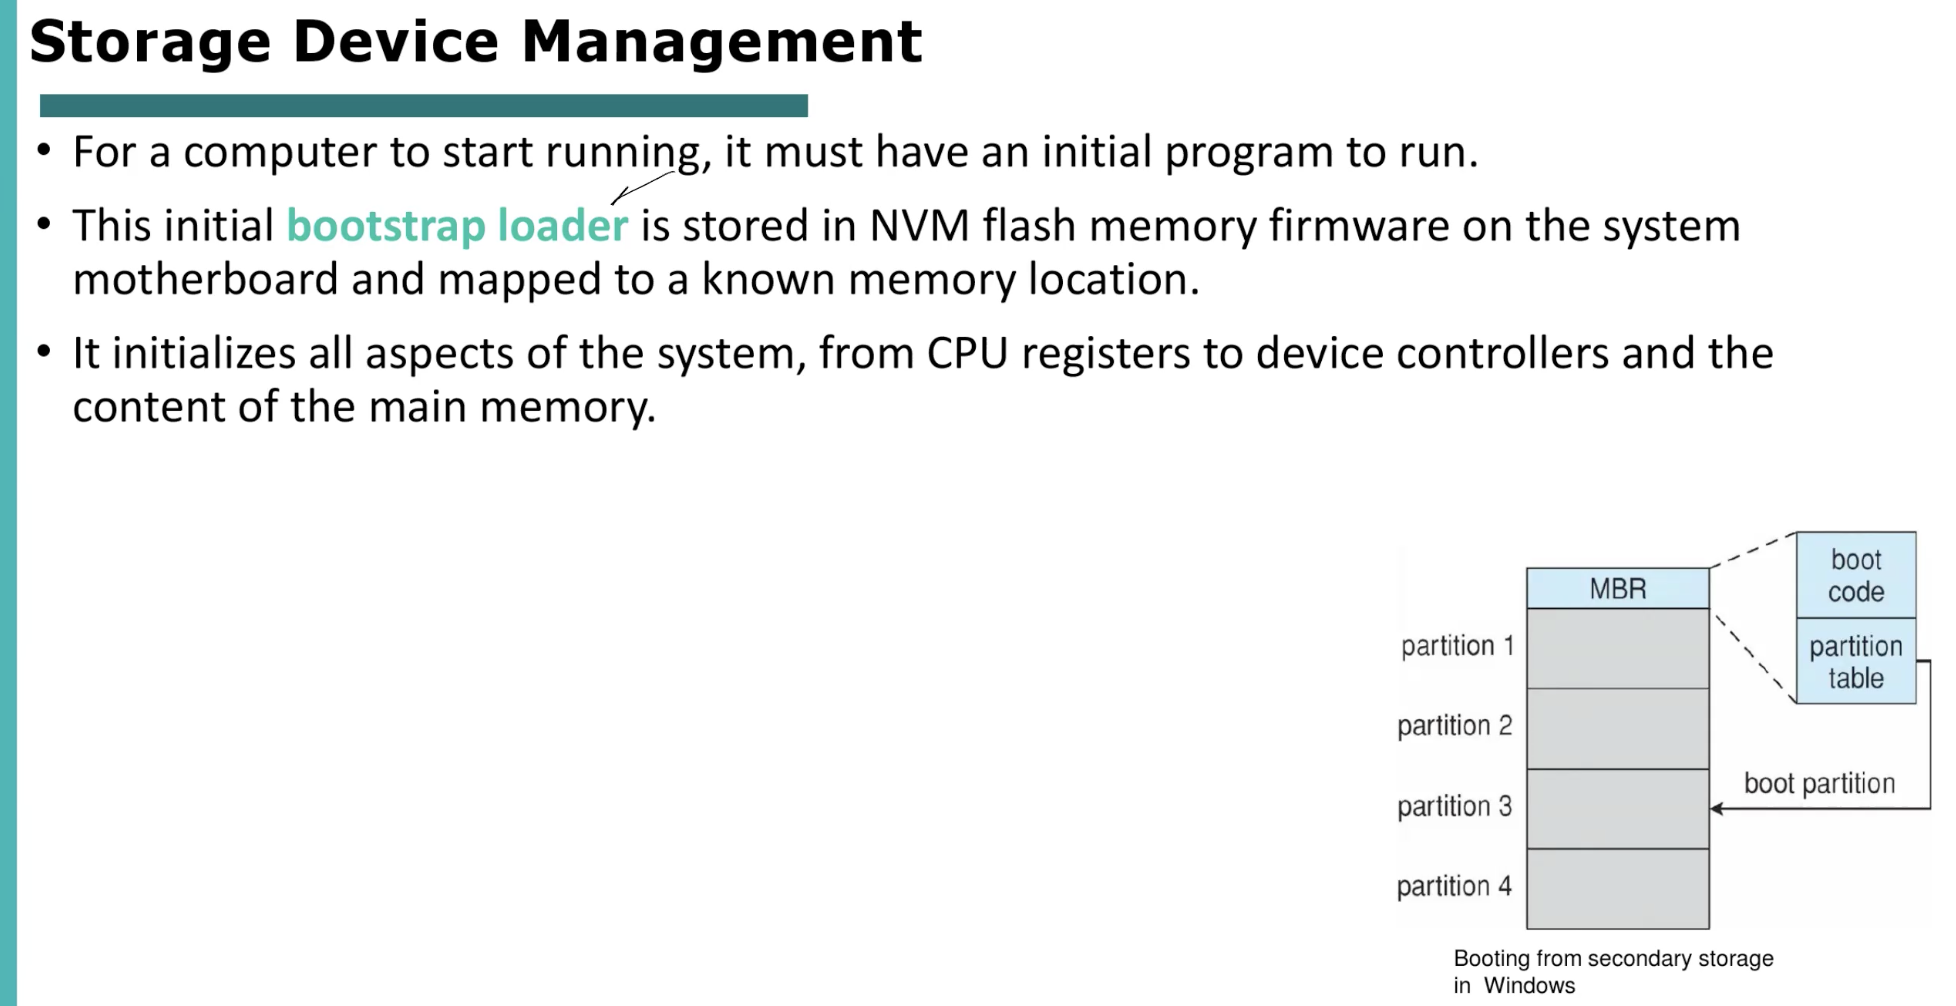 Storage Device Management
• For a computer to start running, it must have an initial program to run.
• This initial bootstrap loader is stored in NVM flash memory firmware on the system
motherboard and mapped to a known memory location.
• It initializes all aspects of the system, from CPU registers to device controllers and the
content of the main memory.
MBR
boot
code
partition
table
partition 1
partition 2
boot partition
partition 3
partition 4
Booting from secondary storage
in Windows